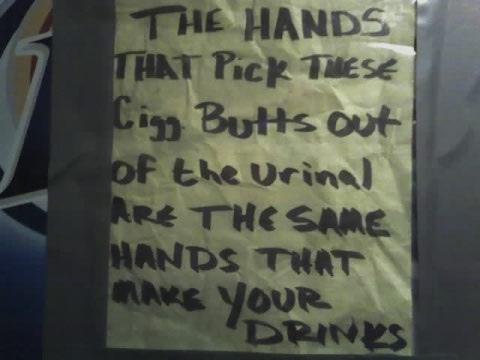 THE HANDS
THAT Pick THESE
Cigg Butts out
OF the Urinal
ARE THE SAME
HANDS THAT
MAKE YOUR
DRINKS